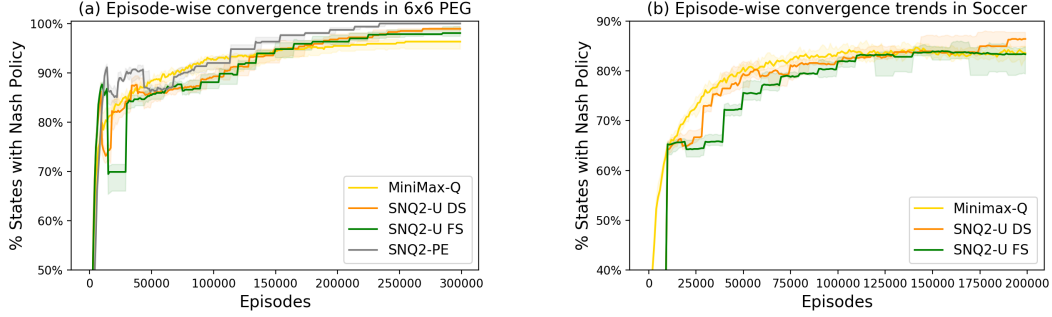 (a) Episode-wise convergence trends in 6x6 PEG
% States with Nash Policy
100%
90%
80%
70%
60%
50%
MiniMax-Q
SNQ2-U DS
SNQ2-U FS
SNQ2-PE
0 50000 100000 150000 200000 250000 300000
Episodes
(b) Episode-wise convergence trends in Soccer
% States with Nash Policy
90%
80%
70%
60%
50%
40%
Minimax-Q
SNQ2-U DS
SNQ2-U FS
0 25000 50000 75000 100000 125000 150000 175000 200000
Episodes